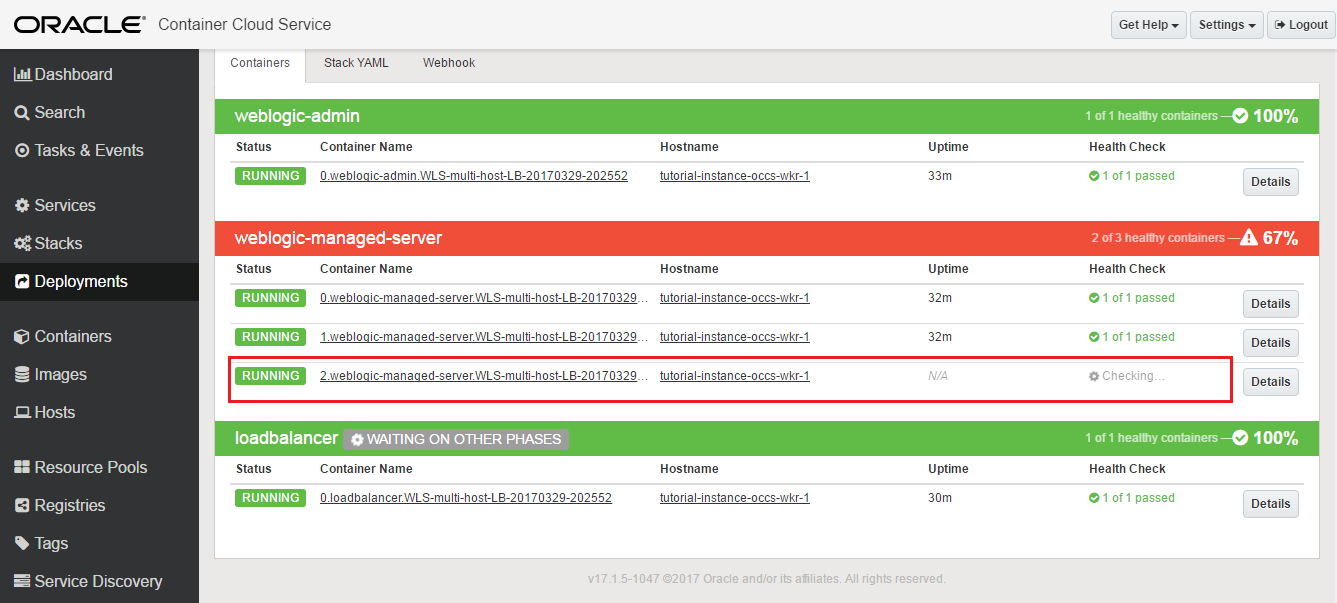 ORACLE® Container Cloud Service
Get Help
Settings
Logout
Dashboard
Search
Tasks & Events
Services
Stacks
Deployments
Containers
Images
Hosts
Resource Pools
Registries
Tags
Service Discovery
Containers Stack YAML Webhook
weblogic-admin 1 of 1 healthy containers 100%
Status Container Name Hostname Uptime Health Check
RUNNING 0.weblogic-admin.WLS-multi-host-LB-20170329-202552 tutorial-instance-occs-wkr-1 33m 1 of 1 passed Details
weblogic-managed-server 2 of 3 healthy containers 67%
Status Container Name Hostname Uptime Health Check
RUNNING 0.weblogic-managed-server.WLS-multi-host-LB-20170329... tutorial-instance-occs-wkr-1 32m 1 of 1 passed Details
RUNNING 1.weblogic-managed-server.WLS-multi-host-LB-20170329... tutorial-instance-occs-wkr-1 32m 1 of 1 passed Details
RUNNING 2.weblogic-managed-server.WLS-multi-host-LB-20170329... tutorial-instance-occs-wkr-1 N/A Checking... Details
loadbalancer WAITING ON OTHER PHASES 1 of 1 healthy containers 100%
Status Container Name Hostname Uptime Health Check
RUNNING 0.loadbalancer.WLS-multi-host-LB-20170329-202552 tutorial-instance-occs-wkr-1 30m 1 of 1 passed Details
v17.1.5-1047 ©2017 Oracle and/or its affiliates. All rights reserved.